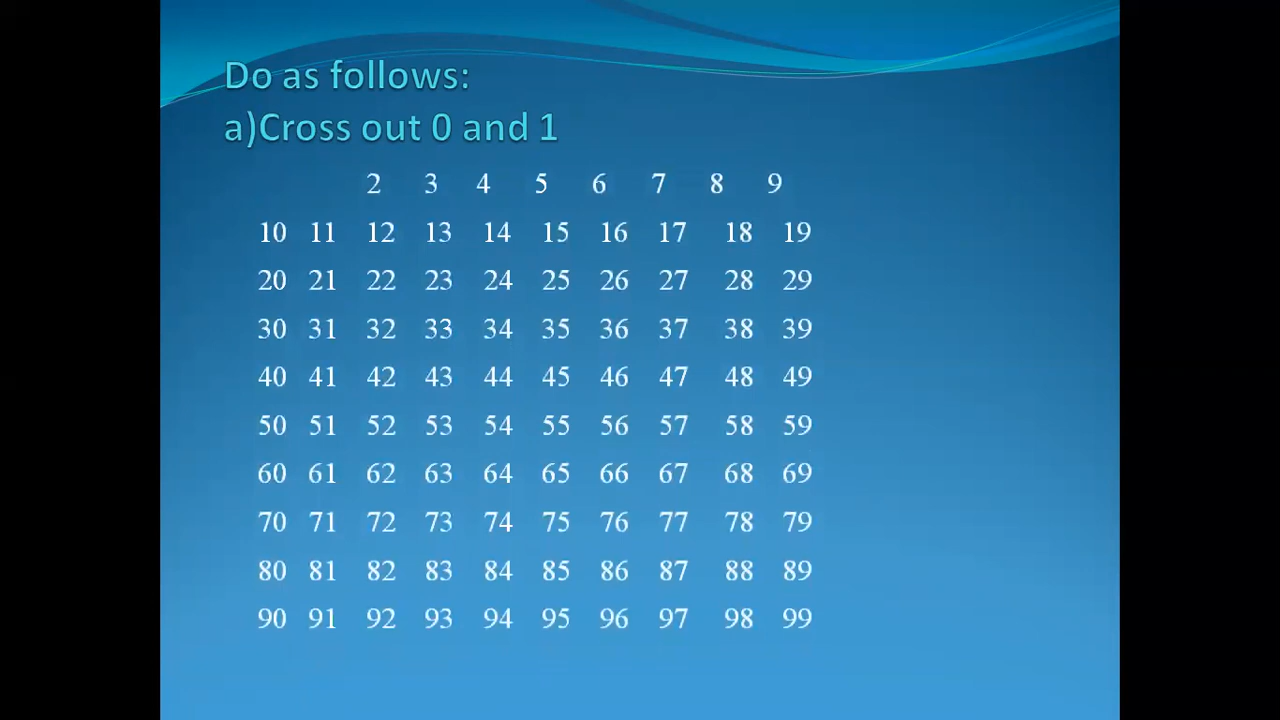 Do as follows:
a)Cross out 0 and 1
2 3 4 5 6 7 8 9
10 11 12 13 14 15 16 17 18 19
20 21 22 23 24 25 26 27 28 29
30 31 32 33 34 35 36 37 38 39
40 41 42 43 44 45 46 47 48 49
50 51 52 53 54 55 56 57 58 59
60 61 62 63 64 65 66 67 68 69
70 71 72 73 74 75 76 77 78 79
80 81 82 83 84 85 86 87 88 89
90 91 92 93 94 95 96 97 98 99